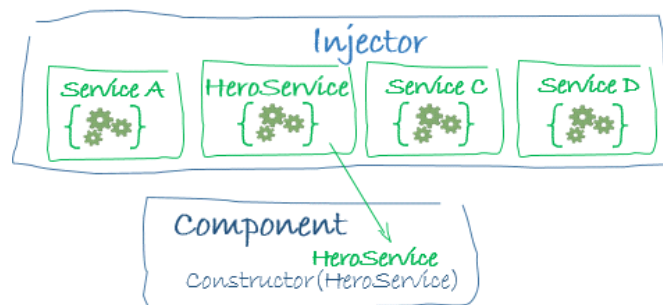 Injector
Service A
HeroService
Service C
Service D
{ }
{ }
{ }
{ }
Component
HeroService
Constructor(HeroService)